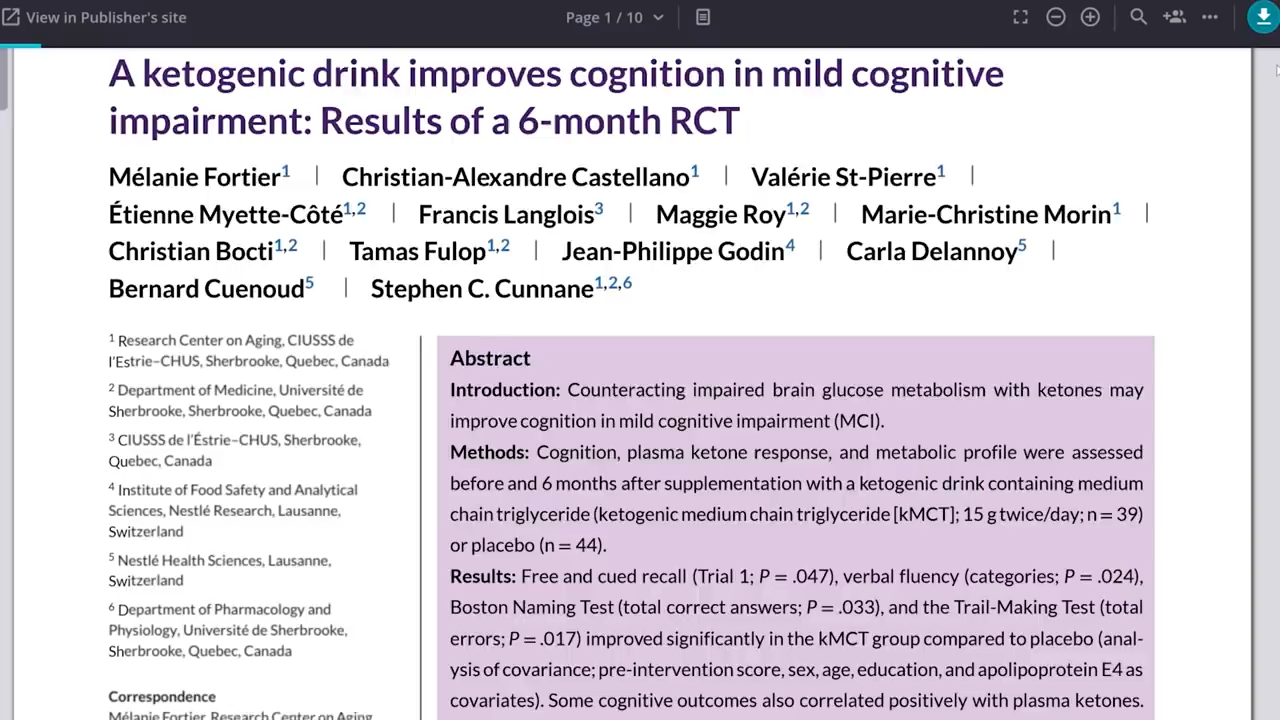 View in Publisher's site
Page 1 / 10
A ketogenic drink improves cognition in mild cognitive
impairment: Results of a 6-month RCT
Mélanie Fortier1 | Christian-Alexandre Castellano1 | Valérie St-Pierre1 |
Étienne Myette-Côté1,2 | Francis Langlois3 | Maggie Roy1,2 | Marie-Christine Morin1 |
Christian Bocti1,2 | Tamas Fulop1,2 | Jean-Philippe Godin4 | Carla Delannoy5 |
Bernard Cuenoud5 | Stephen C. Cunnane1,2,6
1 Research Center on Aging, CIUSSS de
l'Estrie–CHUS, Sherbrooke, Quebec, Canada
2 Department of Medicine, Université de
Sherbrooke, Sherbrooke, Quebec, Canada
3 CIUSSS de l'Éstrie–CHUS, Sherbrooke,
Quebec, Canada
4 Institute of Food Safety and Analytical
Sciences, Nestlé Research, Lausanne,
Switzerland
5 Nestlé Health Sciences, Lausanne,
Switzerland
6 Department of Pharmacology and
Physiology, Université de Sherbrooke,
Sherbrooke, Quebec, Canada
Correspondence
Mélanie Fortier, Research Center on Aging
Abstract
Introduction: Counteracting impaired brain glucose metabolism with ketones may
improve cognition in mild cognitive impairment (MCI).
Methods: Cognition, plasma ketone response, and metabolic profile were assessed
before and 6 months after supplementation with a ketogenic drink containing medium
chain triglyceride (ketogenic medium chain triglyceride [kMCT]; 15 g twice/day; n = 39)
or placebo (n = 44).
Results: Free and cued recall (Trial 1; P = .047), verbal fluency (categories; P = .024),
Boston Naming Test (total correct answers; P = .033), and the Trail-Making Test (total
errors; P = .017) improved significantly in the kMCT group compared to placebo (anal-
ysis of covariance; pre-intervention score, sex, age, education, and apolipoprotein E4 as
covariates). Some cognitive outcomes also correlated positively with plasma ketones.